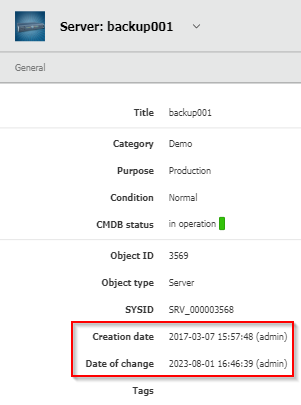 Server: backup001
General
Title backup001
Category Demo
Purpose Production
Condition Normal
CMDB status in operation
Object ID 3569
Object type Server
SYSID SRV_000003568
Creation date 2017-03-07 15:57:48 (admin)
Date of change 2023-08-01 16:46:39 (admin)
Tags